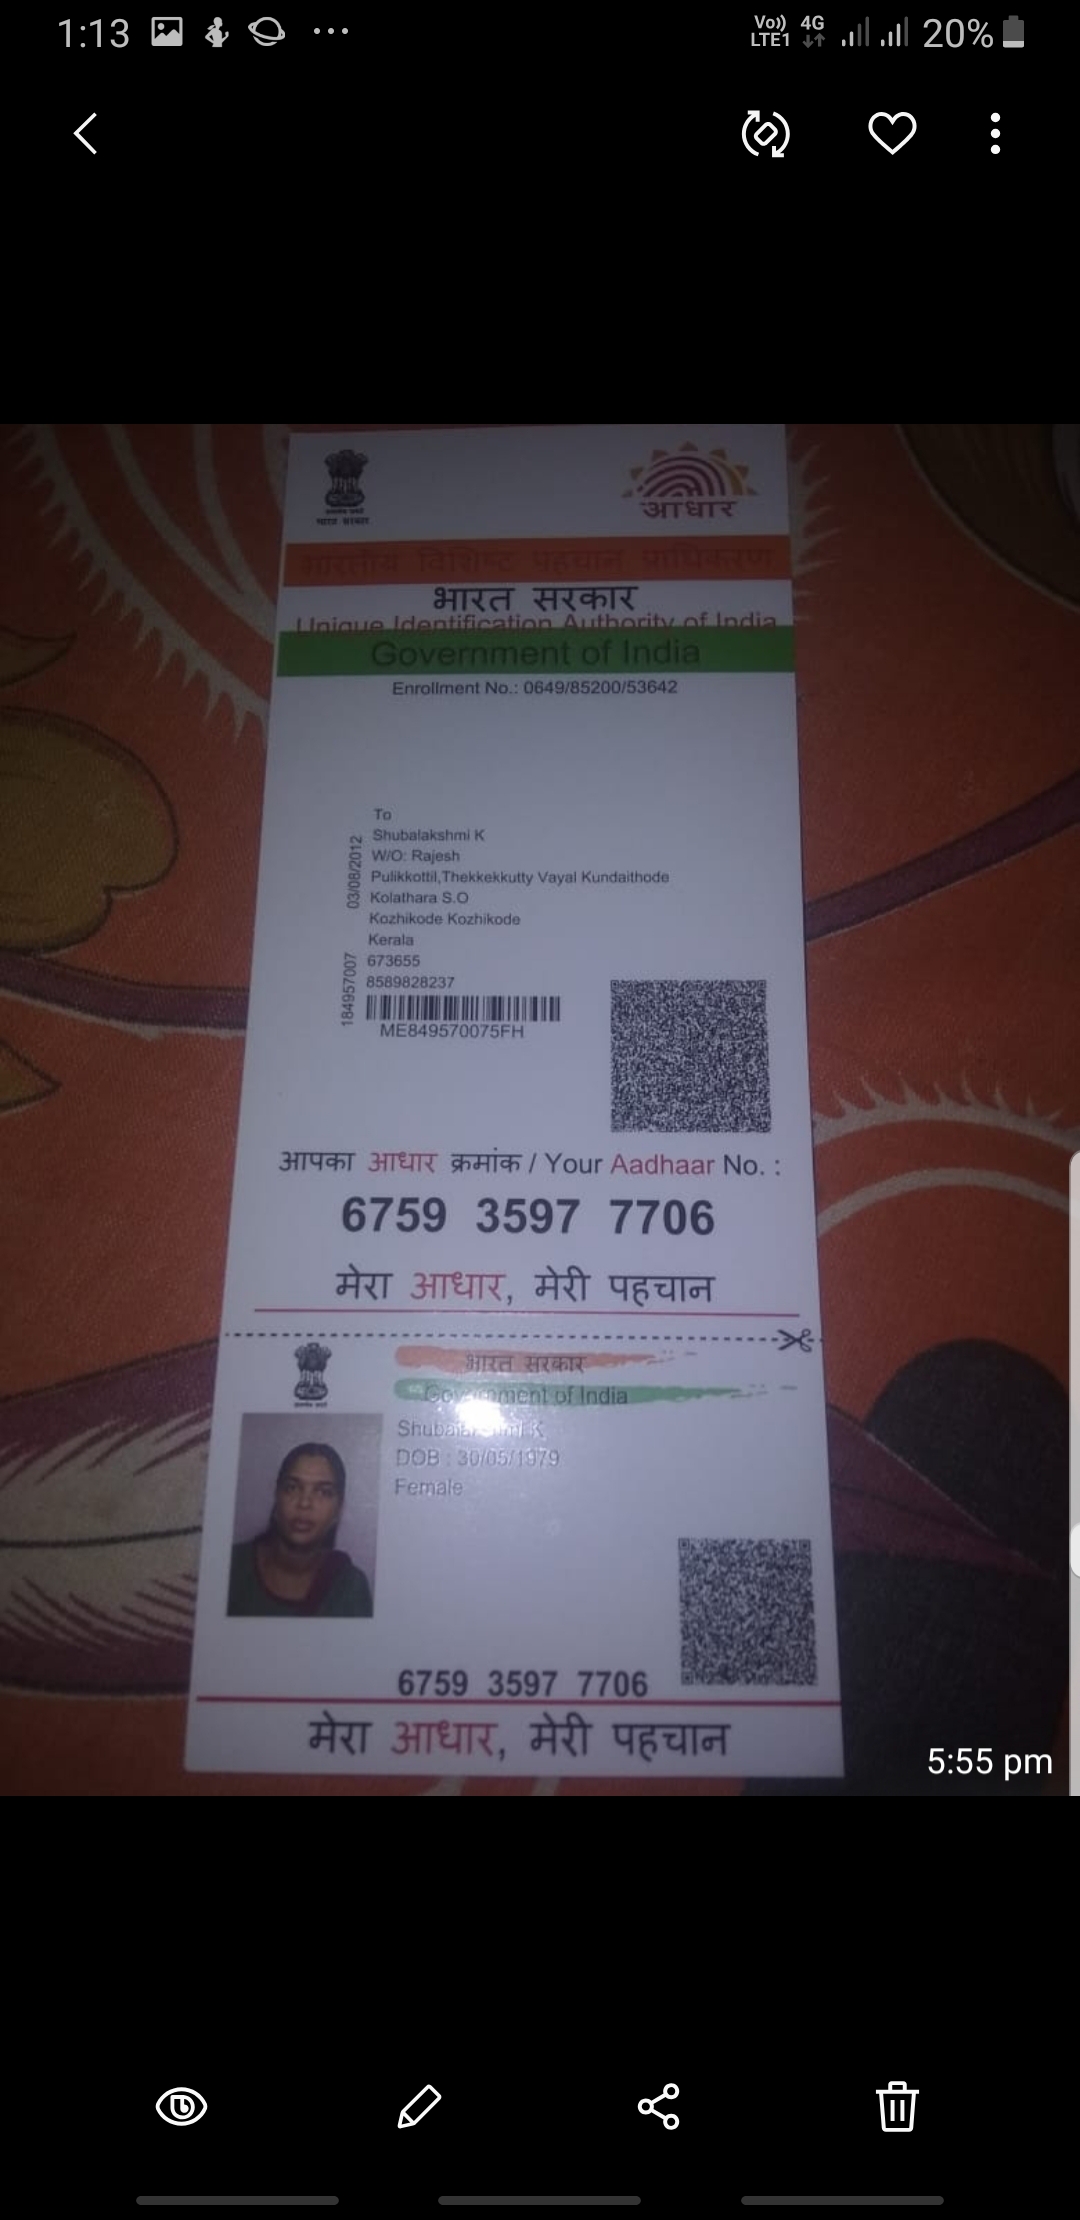 1:13
Vo)) LTE1 4G 20%
आधार
भारत सरकार
भारतीय विशिष्ट पहचान प्राधिकरण
भारत सरकार
Unique Identification Authority of India
Government of India
Enrollment No.: 0649/85200/53642
To
Shubalakshmi K
W/O: Rajesh
Pulikkottil,Thekkekkutty Vayal Kundaithode
Kolathara S.O
Kozhikode Kozhikode
Kerala
673655
8589828237
03/08/2012
184957007
ME849570075FH
आपका आधार क्रमांक / Your Aadhaar No. :
6759 3597 7706
मेरा आधार, मेरी पहचान
भारत सरकार
Government of India
Shubalakshmi K
DOB : 30/05/1979
Female
6759 3597 7706
मेरा आधार, मेरी पहचान
5:55 pm